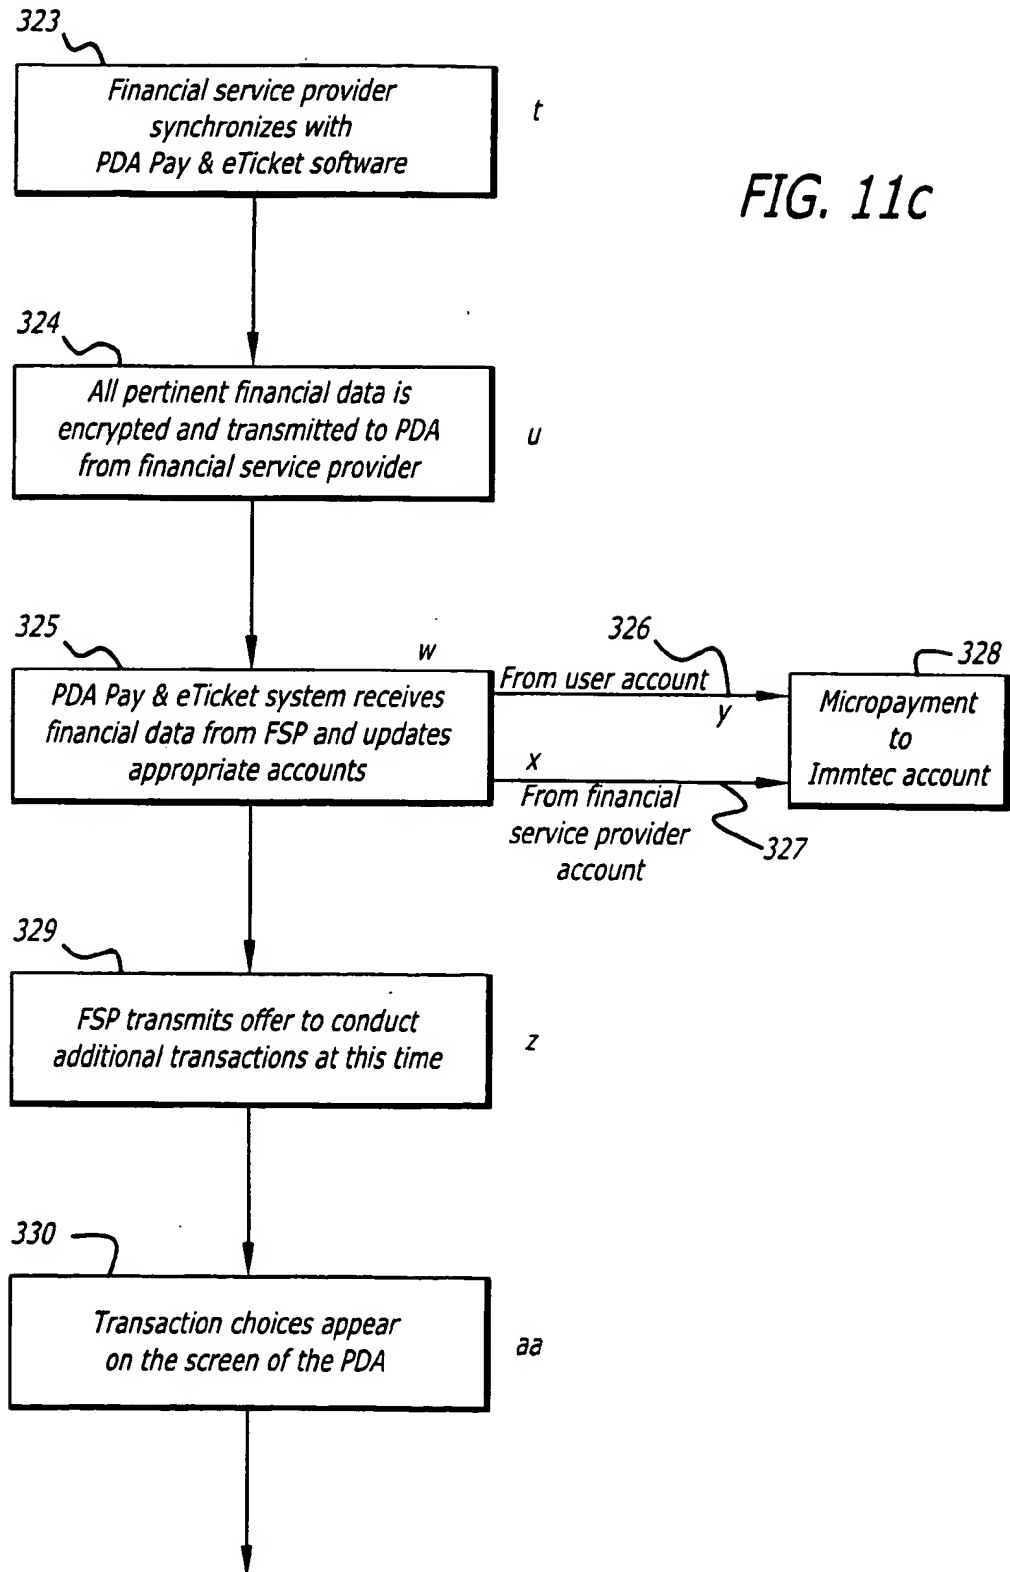 323
Financial service provider
synchronizes with
PDA Pay & eTicket software
t
FIG. 11c
324
All pertinent financial data is
encrypted and transmitted to PDA
from financial service provider
u
325
w
PDA Pay & eTicket system receives
financial data from FSP and updates
appropriate accounts
326
From user account
y
x
From financial
service provider
account
327
328
Micropayment
to
Immtec account
329
FSP transmits offer to conduct
additional transactions at this time
z
330
Transaction choices appear
on the screen of the PDA
aa